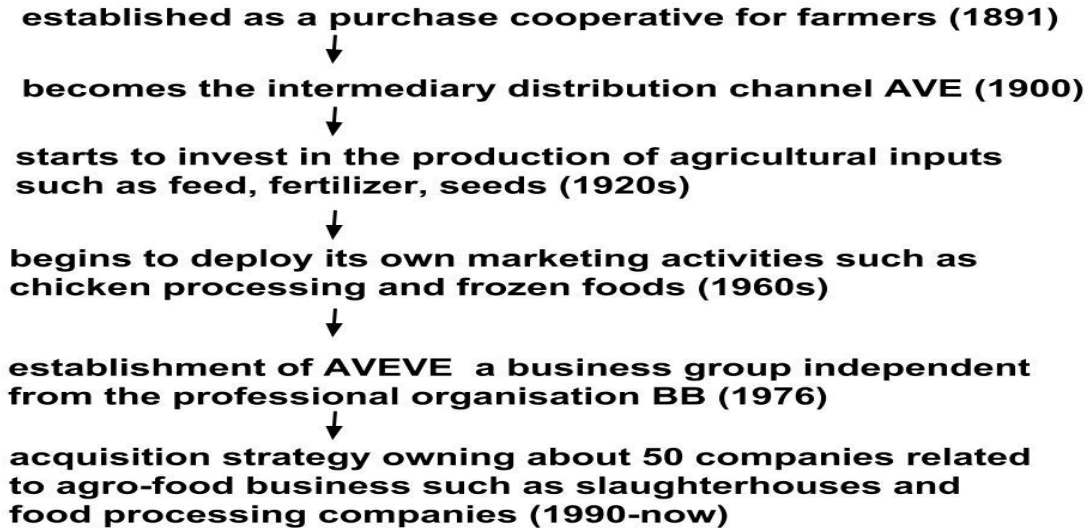 established as a purchase cooperative for farmers (1891)
becomes the intermediary distribution channel AVE (1900)
starts to invest in the production of agricultural inputs
such as feed, fertilizer, seeds (1920s)
begins to deploy its own marketing activities such as
chicken processing and frozen foods (1960s)
establishment of AVEVE a business group independent
from the professional organisation BB (1976)
acquisition strategy owning about 50 companies related
to agro-food business such as slaughterhouses and
food processing companies (1990-now)